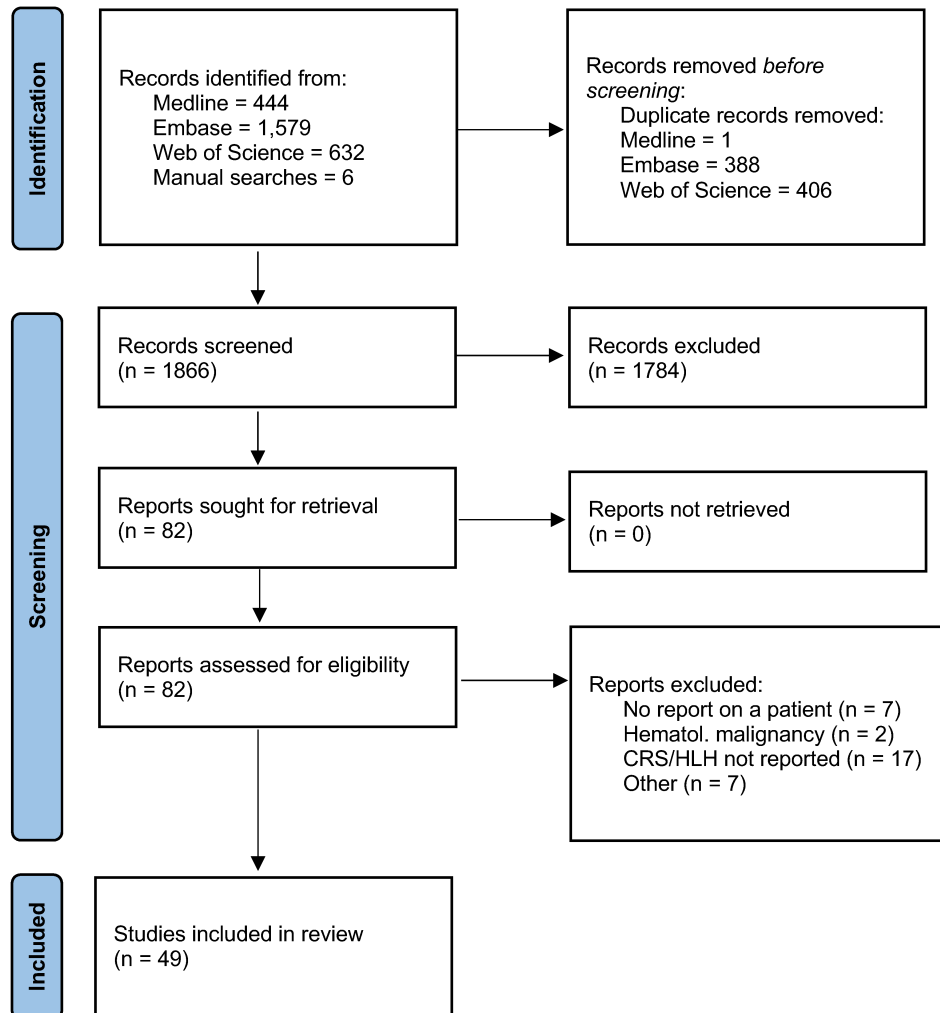 Identification
Records identified from:
Medline = 444
Embase = 1,579
Web of Science = 632
Manual searches = 6
Records removed before
screening:
Duplicate records removed:
Medline = 1
Embase = 388
Web of Science = 406
Screening
Records screened
(n = 1866)
Records excluded
(n = 1784)
Reports sought for retrieval
(n = 82)
Reports not retrieved
(n = 0)
Reports assessed for eligibility
(n = 82)
Reports excluded:
No report on a patient (n = 7)
Hematol. malignancy (n = 2)
CRS/HLH not reported (n = 17)
Other (n = 7)
Included
Studies included in review
(n = 49)